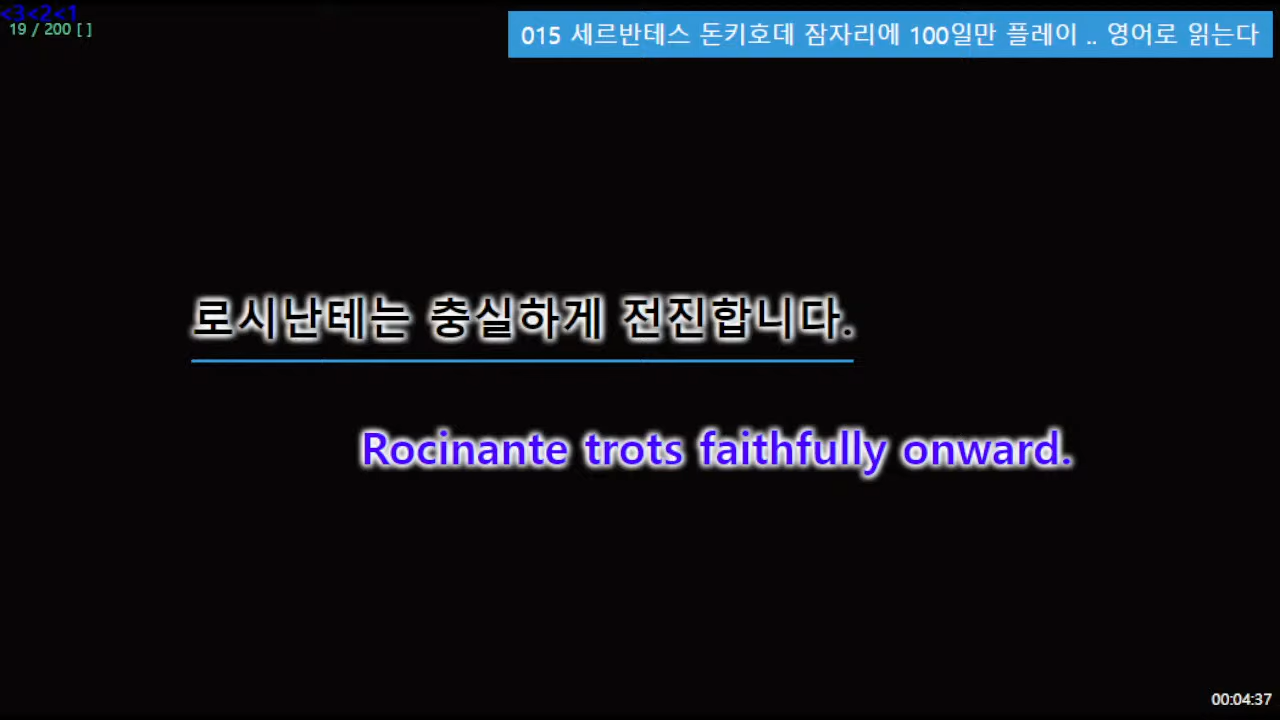 <3<2<1
19 / 200 [ ]
015 세르반테스 돈키호데 잠자리에 100일만 플레이 .. 영어로 읽는다
로시난테는 충실하게 전진합니다.
Rocinante trots faithfully onward.
00:04:37